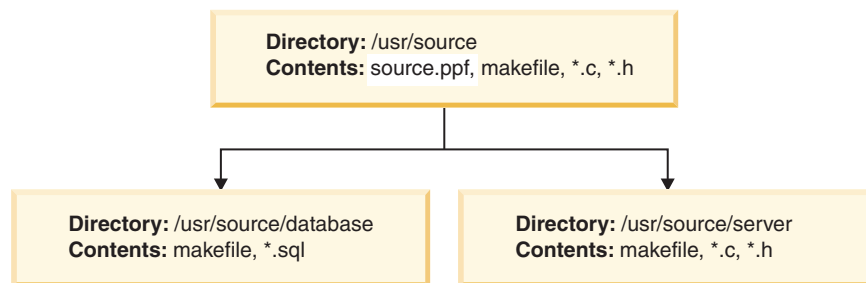 Directory: /usr/source
Contents: source.ppf, makefile, *.c, *.h
Directory: /usr/source/database
Contents: makefile, *.sql
Directory: /usr/source/server
Contents: makefile, *.c, *.h